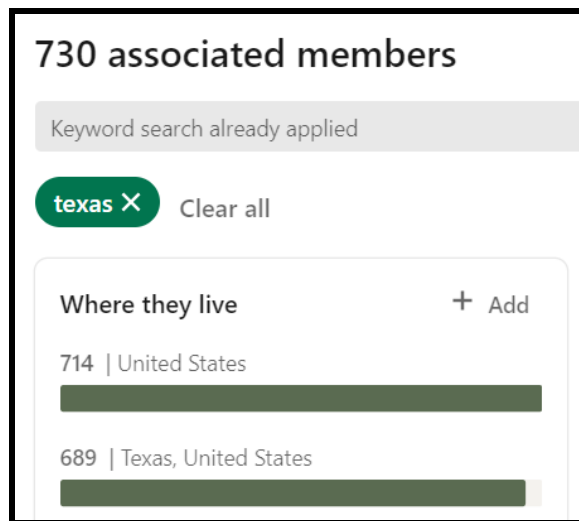 730 associated members
Keyword search already applied
texas ✕ Clear all
Where they live + Add
714 | United States
689 | Texas, United States